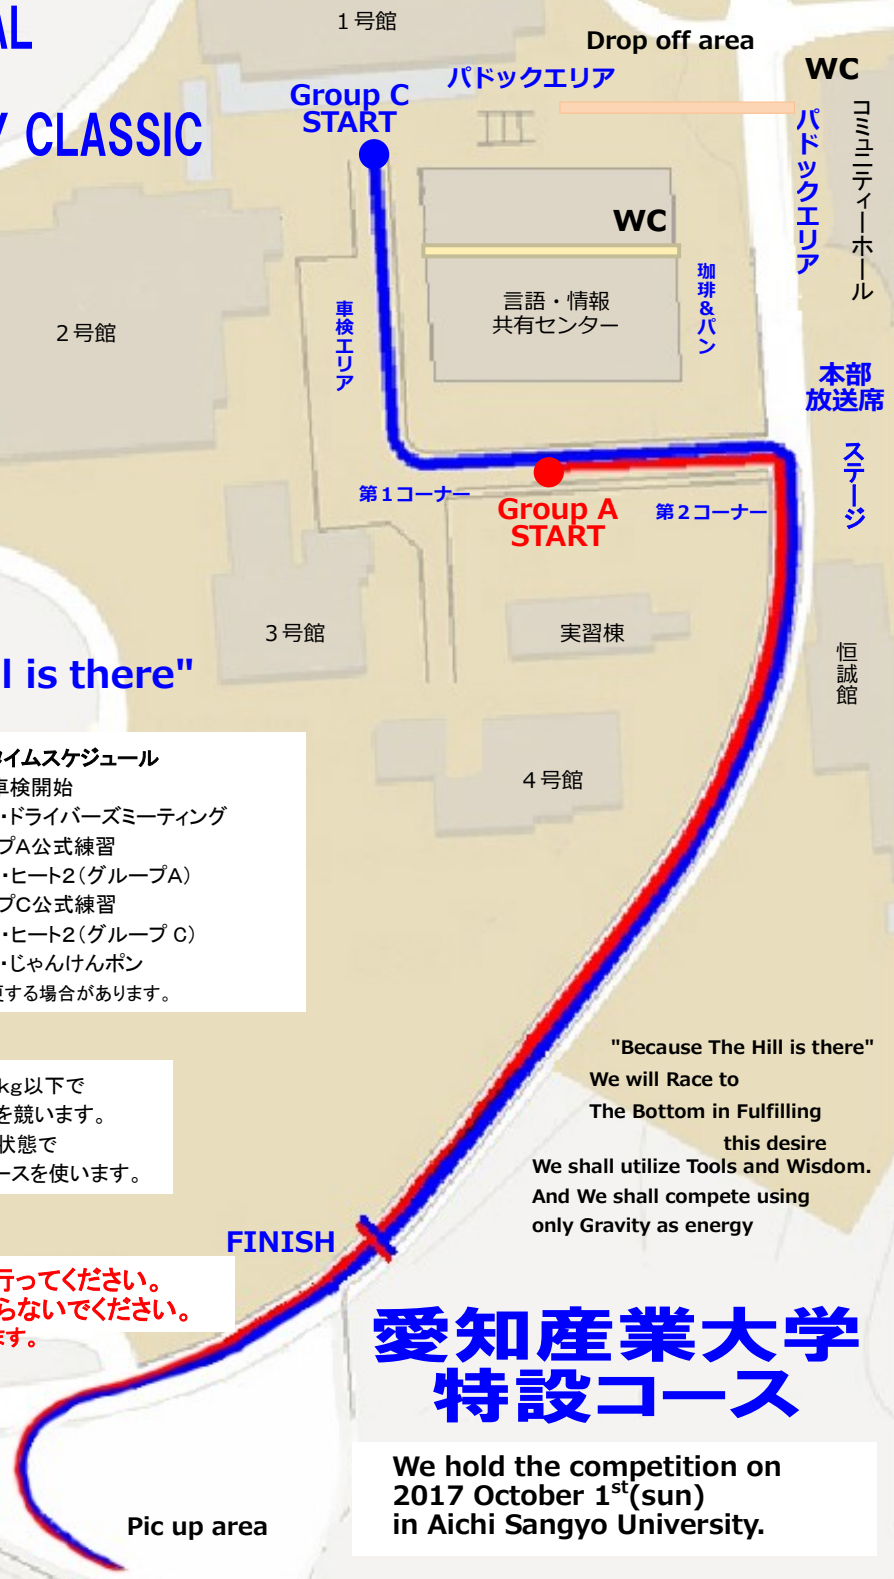 AL
Y CLASSIC
1号館
Drop off area
WC
パドックエリア
Group C
START
パドックエリア
コミュニティーホール
WC
言語・情報
共有センター
珈琲&パン
車検エリア
2号館
本部
放送席
ステージ
第1コーナー
Group A
START
第2コーナー
3号館
実習棟
恒誠館
l is there"
4号館
タイムスケジュール
車検開始
・ドライバーズミーティング
プA公式練習
・ヒート2(グループA)
プC公式練習
・ヒート2(グループ C)
・じゃんけんポン
更する場合があります。
"Because The Hill is there"
We will Race to
The Bottom in Fulfilling
this desire
We shall utilize Tools and Wisdom.
And We shall compete using
only Gravity as energy
kg以下で
を競います。
状態で
ースを使います。
FINISH
行ってください。
らないでください。
ます。
愛知産業大学
特設コース
We hold the competition on
2017 October 1st(sun)
in Aichi Sangyo University.
Pic up area